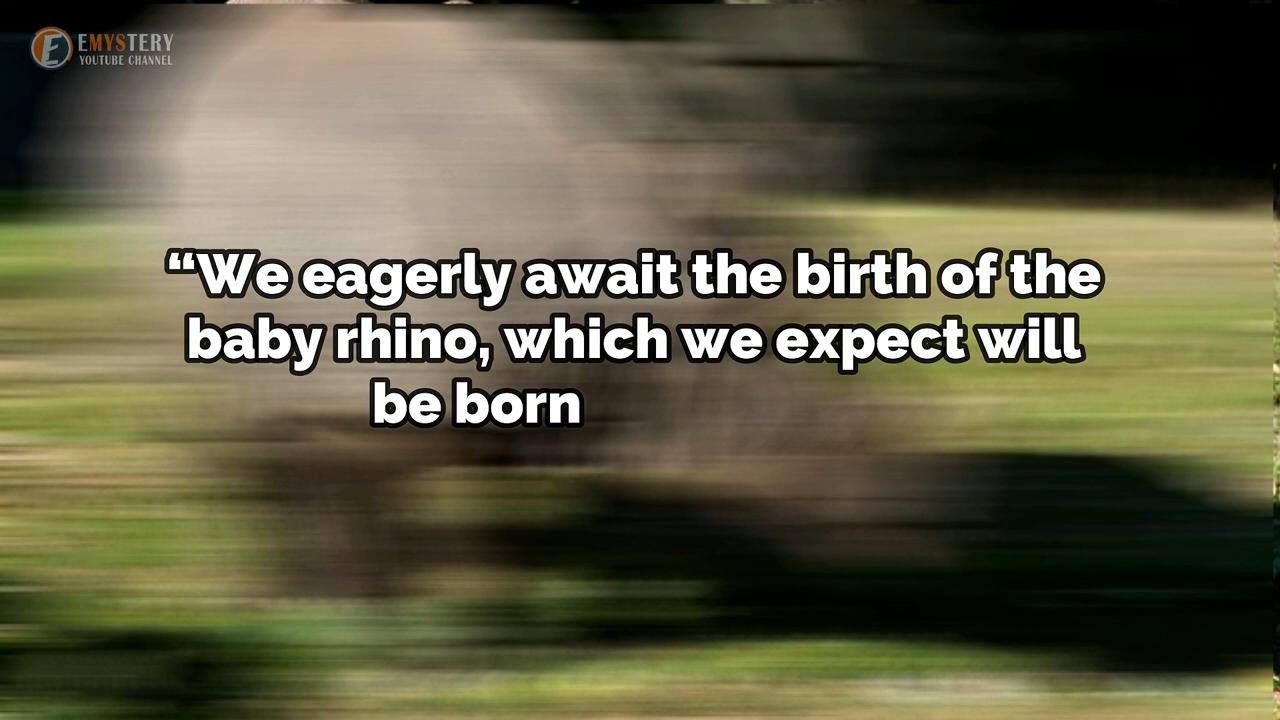 EMYSTERY
YOUTUBE CHANNEL
“We eagerly await the birth of the
baby rhino, which we expect will
be born